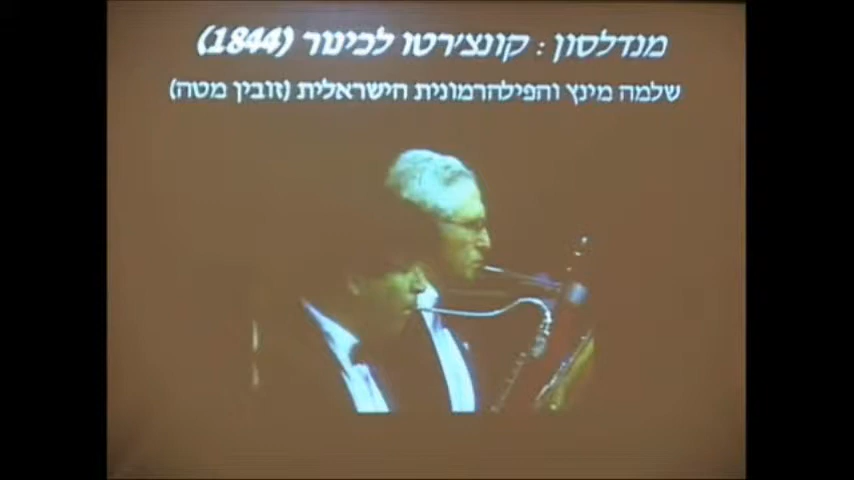 מנדלסון : קונצ'רטו לכינור (1844)
שלמה מינץ והפילהרמונית הישראלית (זובין מטה)